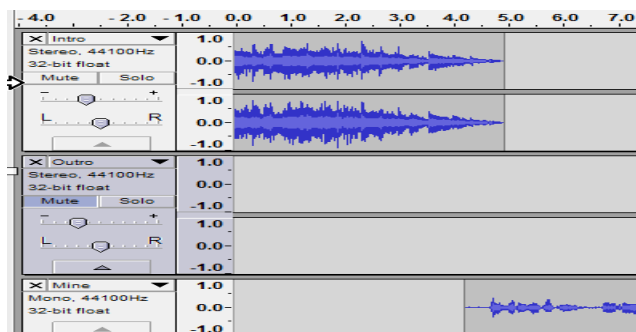 - 4.0 -3.0 -2.0 - 1.0 0.0 1.0 2.0 3.0 4.0 5.0 6.0 7.0
X Intro 1.0
Stereo, 44100Hz
32-bit float 0.0-
Mute Solo -1.0
- + 1.0
L R 0.0-
-1.0
X Outro 1.0
Stereo, 44100Hz
32-bit float 0.0-
Mute Solo -1.0
- + 1.0
L R 0.0-
-1.0
X Mine 1.0
Mono, 44100Hz
32-bit float 0.0-
-1.0